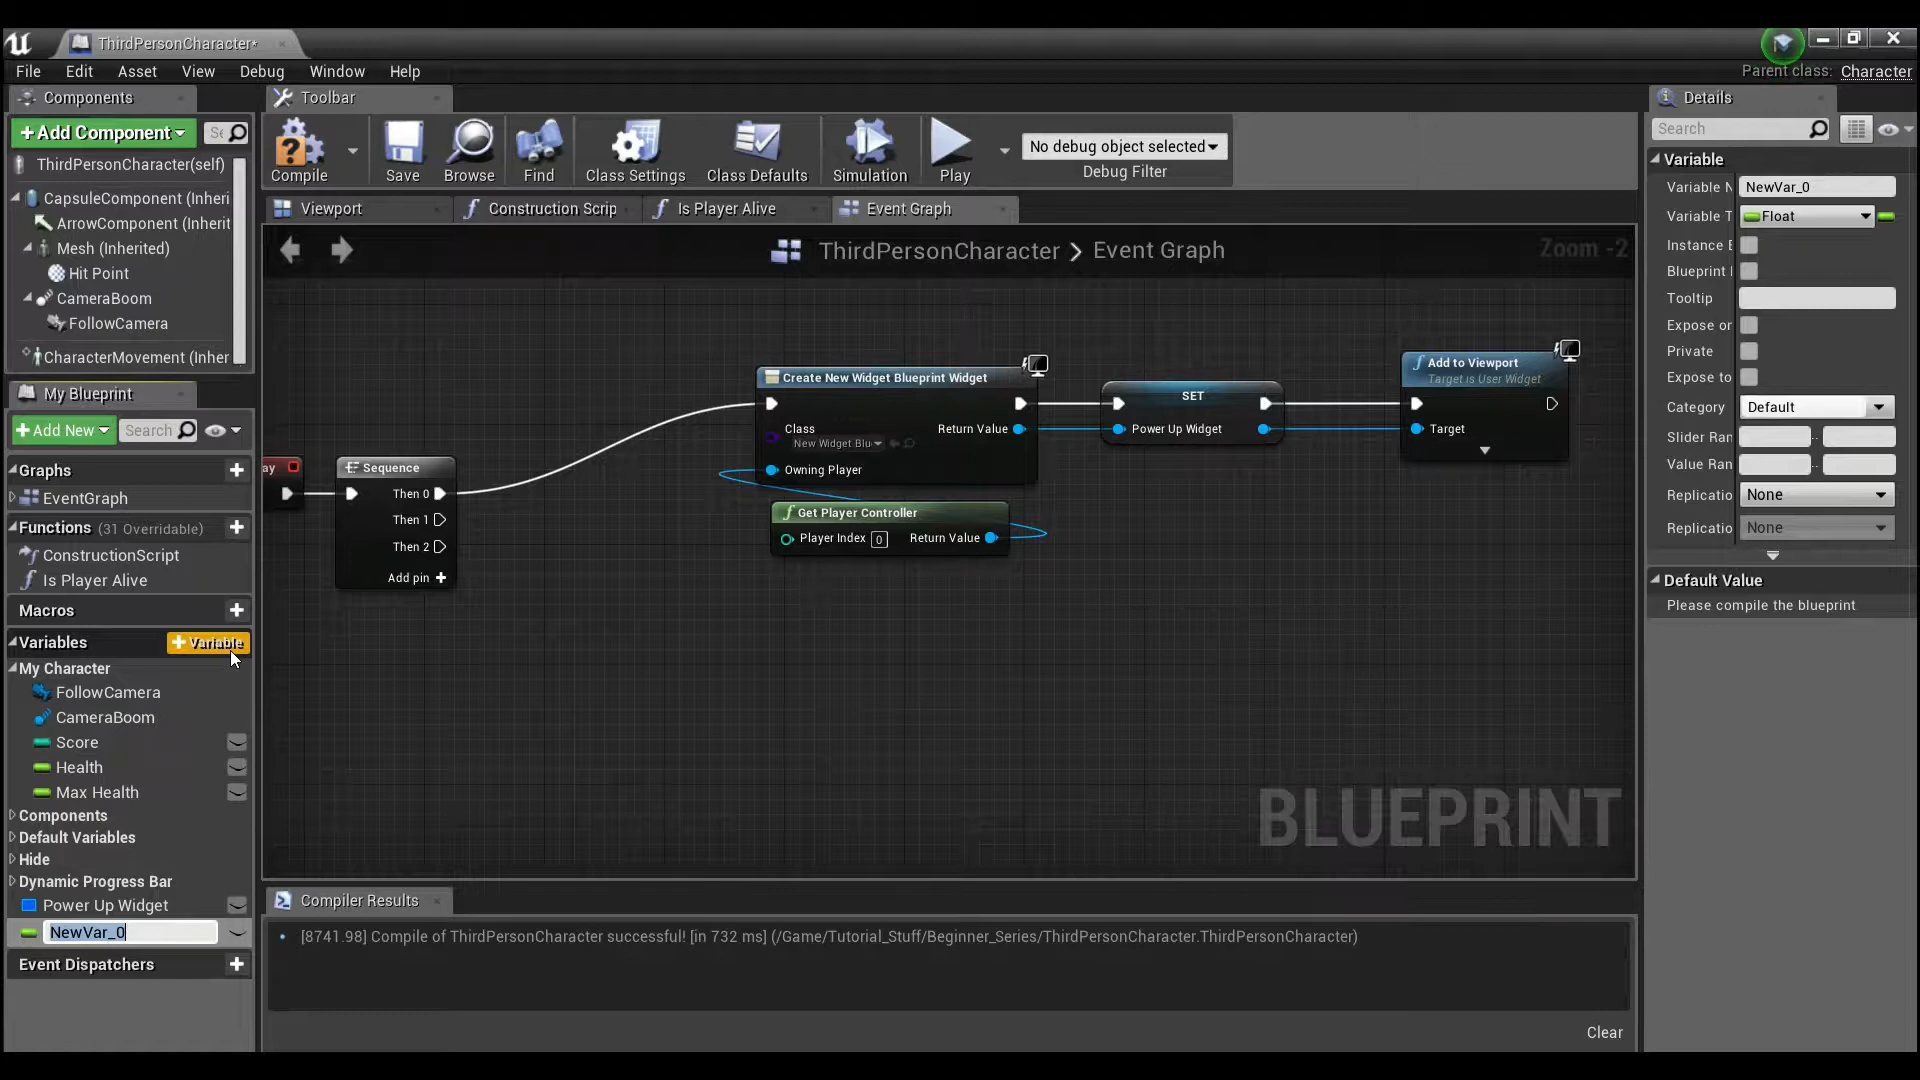 ThirdPersonCharacter*
File Edit Asset View Debug Window Help
Parent class: Character
Components
Add Component
Se
ThirdPersonCharacter(self)
CapsuleComponent (Inheri
ArrowComponent (Inherit
Mesh (Inherited)
Hit Point
CameraBoom
FollowCamera
CharacterMovement (Inher
My Blueprint
Add New
Search
Graphs
EventGraph
Functions (31 Overridable)
ConstructionScript
Is Player Alive
Macros
Variables
Variable
My Character
FollowCamera
CameraBoom
Score
Health
Max Health
Components
Default Variables
Hide
Dynamic Progress Bar
Power Up Widget
NewVar_0
Event Dispatchers
Toolbar
Compile
Save
Browse
Find
Class Settings
Class Defaults
Simulation
Play
No debug object selected
Debug Filter
Viewport
Construction Scrip
Is Player Alive
Event Graph
ThirdPersonCharacter > Event Graph
Zoom -2
ay
Sequence
Then 0
Then 1
Then 2
Add pin
Create New Widget Blueprint Widget
Class
New Widget Blu
Return Value
Owning Player
Get Player Controller
Player Index 0
Return Value
SET
Power Up Widget
Add to Viewport
Target is User Widget
Target
BLUEPRINT
Compiler Results
[8741.98] Compile of ThirdPersonCharacter successful! [in 732 ms] (/Game/Tutorial_Stuff/Beginner_Series/ThirdPersonCharacter.ThirdPersonCharacter)
Clear
Details
Search
Variable
Variable N NewVar_0
Variable T Float
Instance E
Blueprint I
Tooltip
Expose or
Private
Expose to
Category Default
Slider Ran
Value Ran
Replicatio None
Replicatio None
Default Value
Please compile the blueprint